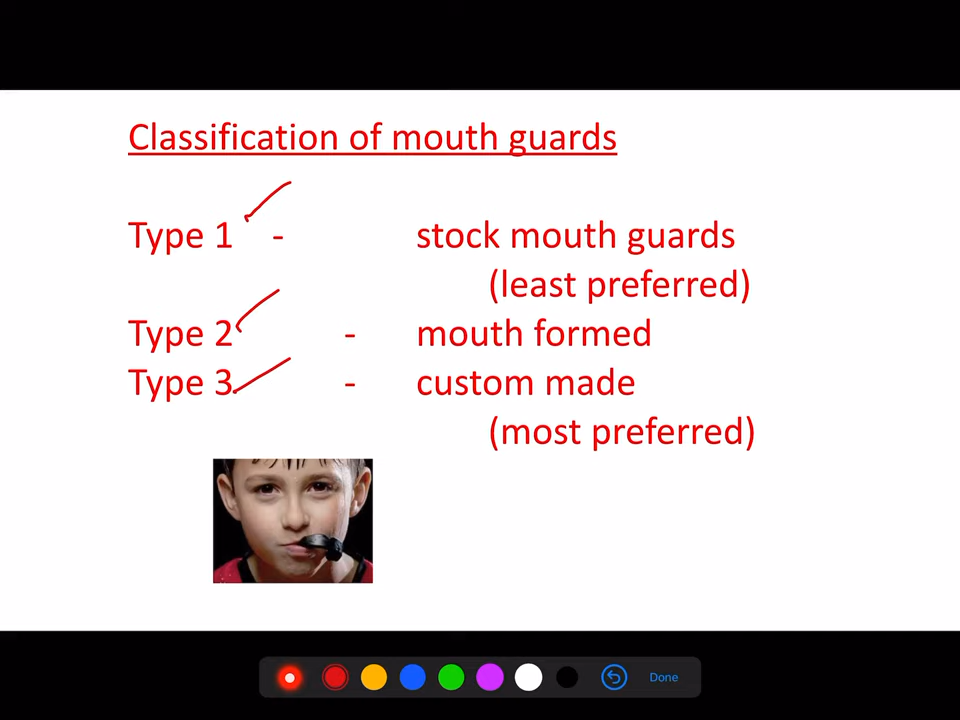 Classification of mouth guards
Type 1 - stock mouth guards
(least preferred)
Type 2 - mouth formed
Type 3 - custom made
(most preferred)
Done